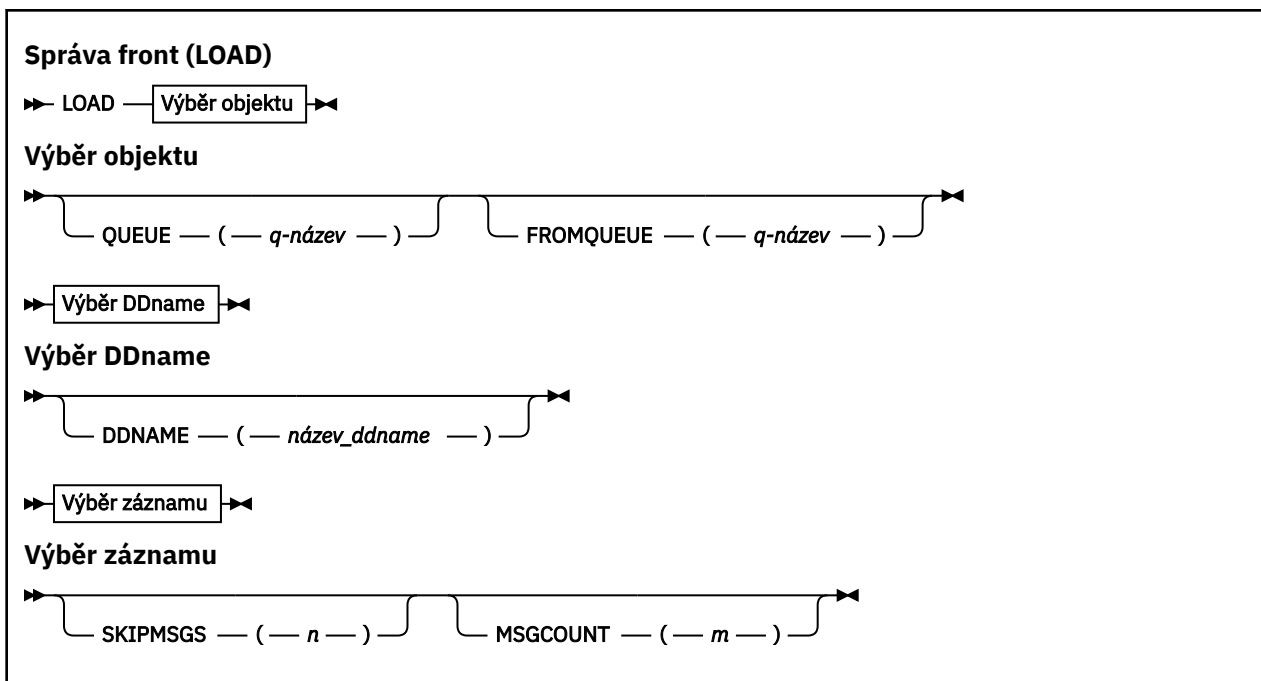 Správa front (LOAD)
LOAD Výběr objektu
Výběr objektu
QUEUE ( q-název ) FROMQUEUE ( q-název )
Výběr DDname
Výběr DDname
DDNAME ( název_ddname )
Výběr záznamu
Výběr záznamu
SKIPMSGS ( n ) MSGCOUNT ( m )